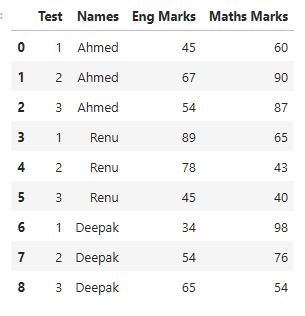 Test Names Eng Marks Maths Marks
0 1 Ahmed 45 60
1 2 Ahmed 67 90
2 3 Ahmed 54 87
3 1 Renu 89 65
4 2 Renu 78 43
5 3 Renu 45 40
6 1 Deepak 34 98
7 2 Deepak 54 76
8 3 Deepak 65 54